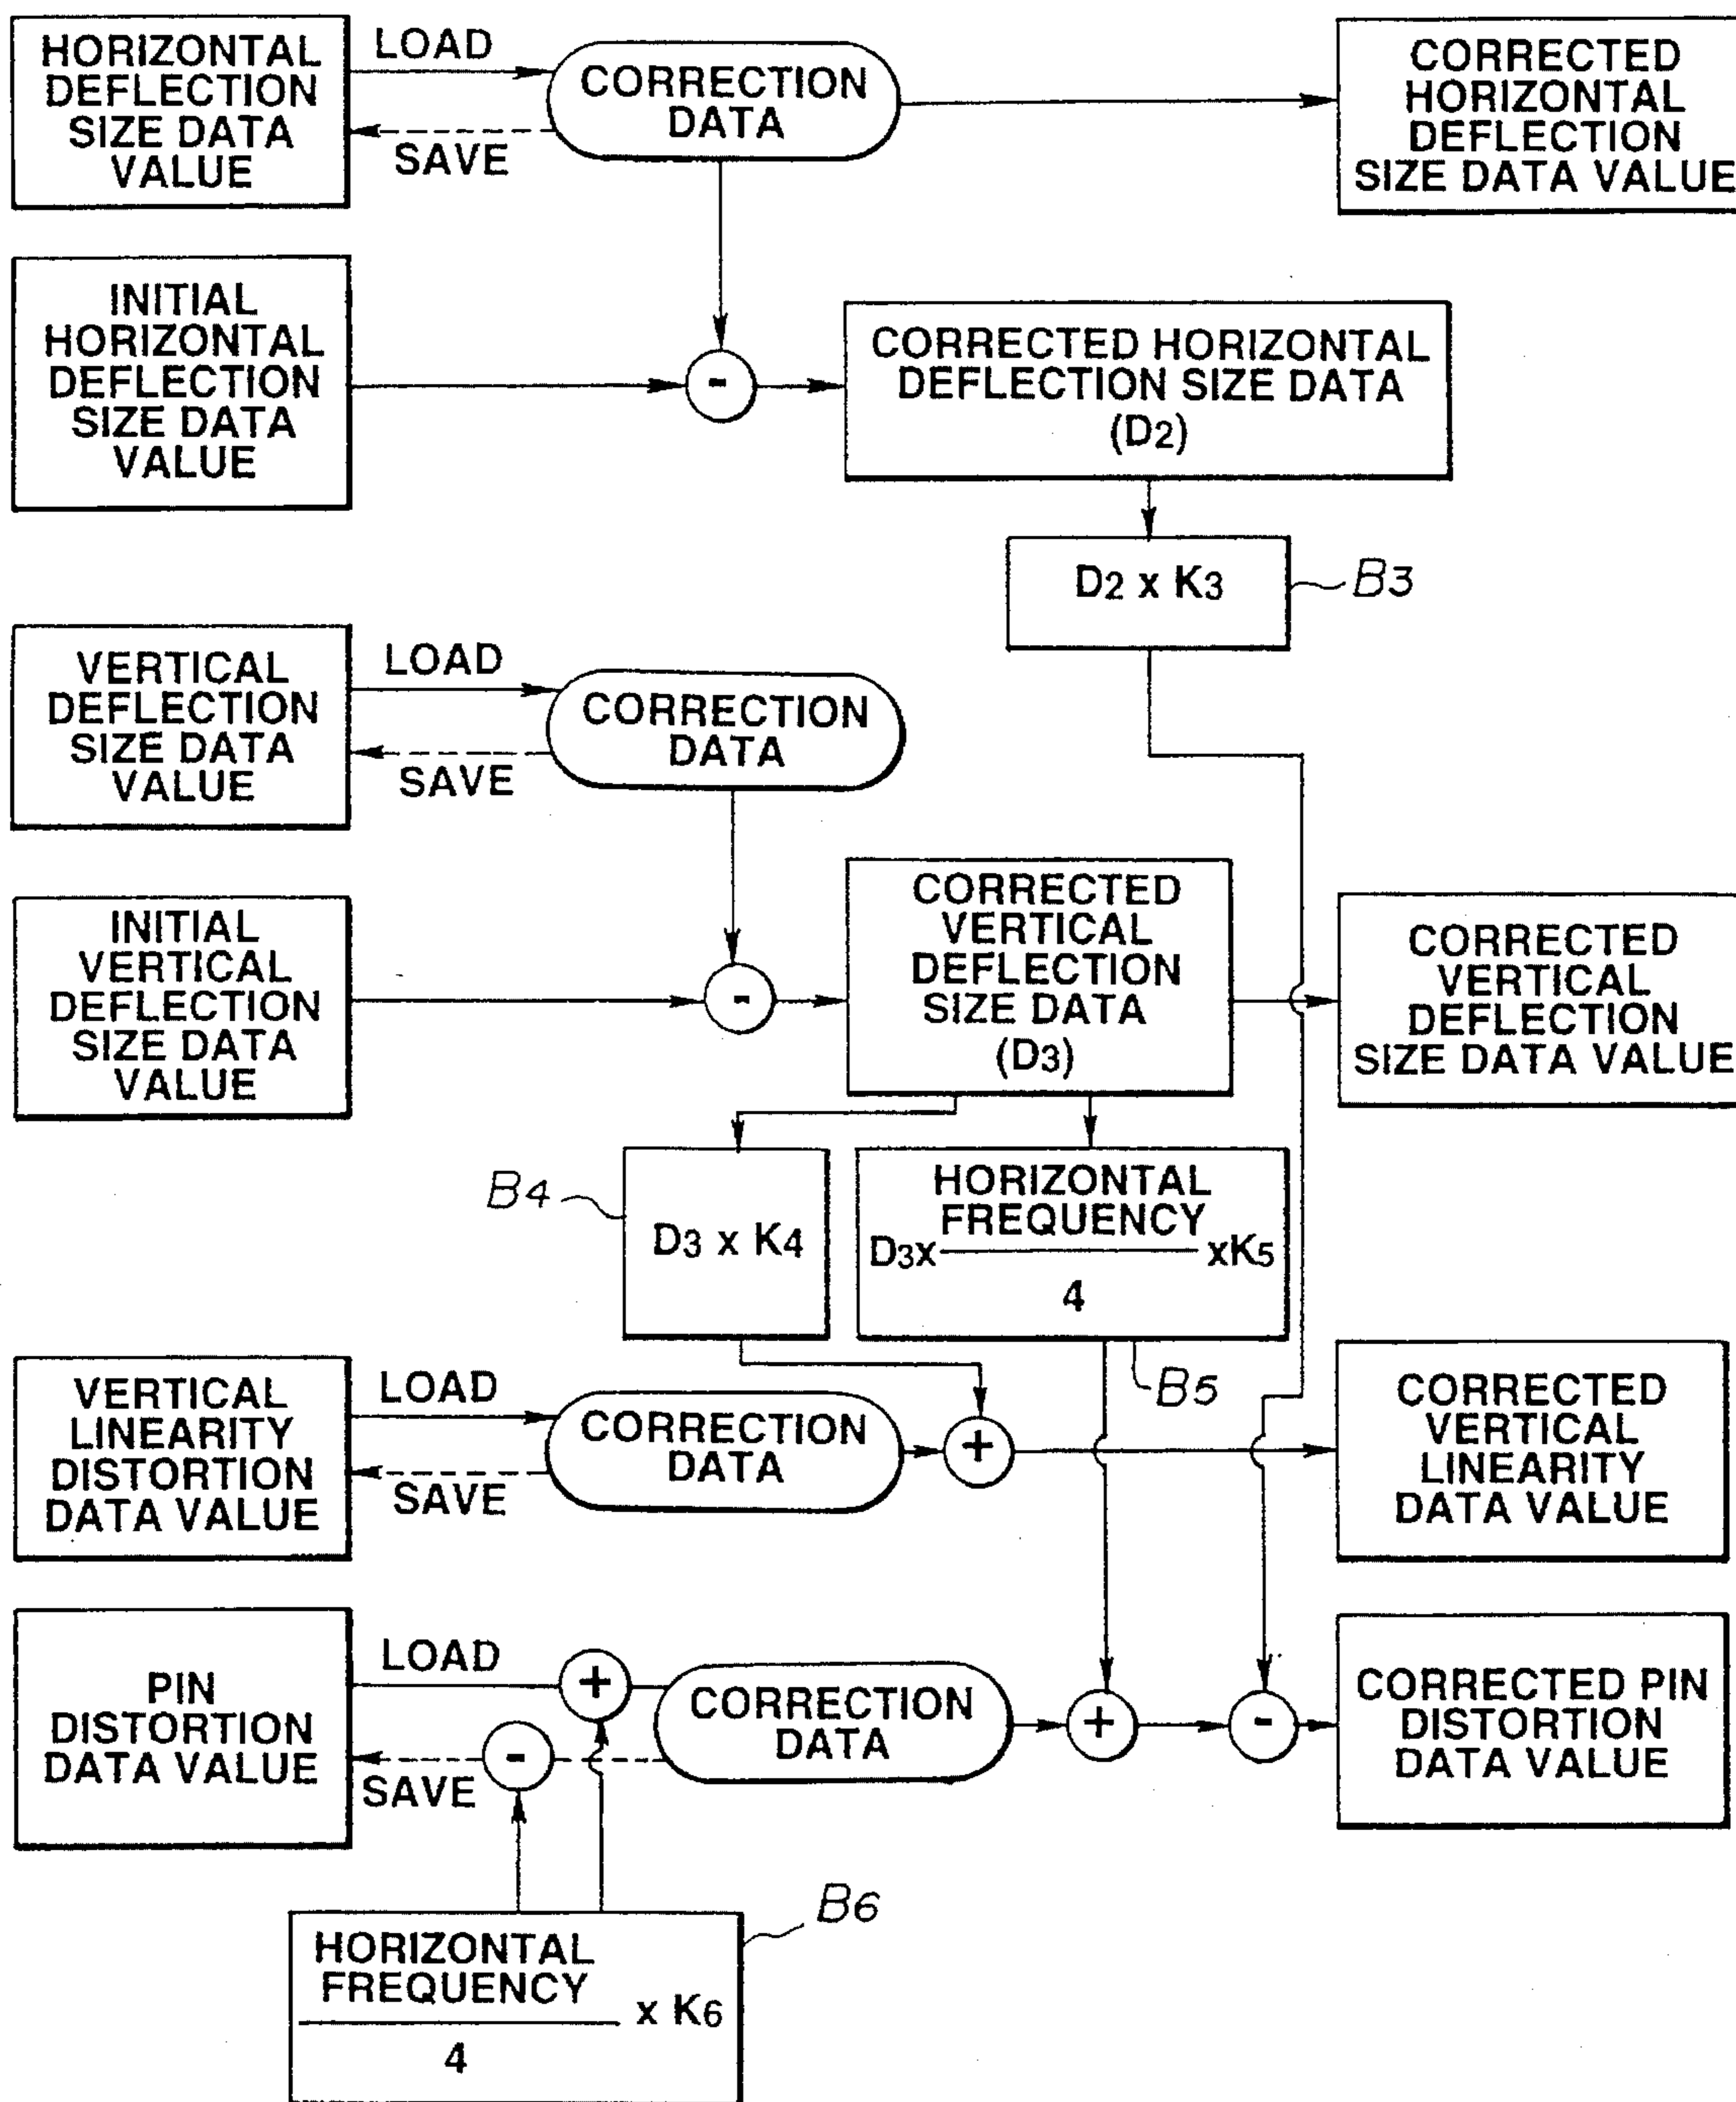 HORIZONTAL
DEFLECTION
SIZE DATA
VALUE
LOAD
SAVE
CORRECTION
DATA
CORRECTED
HORIZONTAL
DEFLECTION
SIZE DATA VALUE
INITIAL
HORIZONTAL
DEFLECTION
SIZE DATA
VALUE
-
CORRECTED HORIZONTAL
DEFLECTION SIZE DATA
(D2)
D2 x K3
B3
VERTICAL
DEFLECTION
SIZE DATA
VALUE
LOAD
SAVE
CORRECTION
DATA
INITIAL
VERTICAL
DEFLECTION
SIZE DATA
VALUE
-
CORRECTED
VERTICAL
DEFLECTION
SIZE DATA
(D3)
CORRECTED
VERTICAL
DEFLECTION
SIZE DATA VALUE
B4
D3 x K4
HORIZONTAL
FREQUENCY
D3x xK5
4
B5
VERTICAL
LINEARITY
DISTORTION
DATA VALUE
LOAD
SAVE
CORRECTION
DATA
+
CORRECTED
VERTICAL
LINEARITY
DATA VALUE
PIN
DISTORTION
DATA VALUE
LOAD
+
-
SAVE
CORRECTION
DATA
+
-
CORRECTED PIN
DISTORTION
DATA VALUE
B6
HORIZONTAL
FREQUENCY
x K6
4